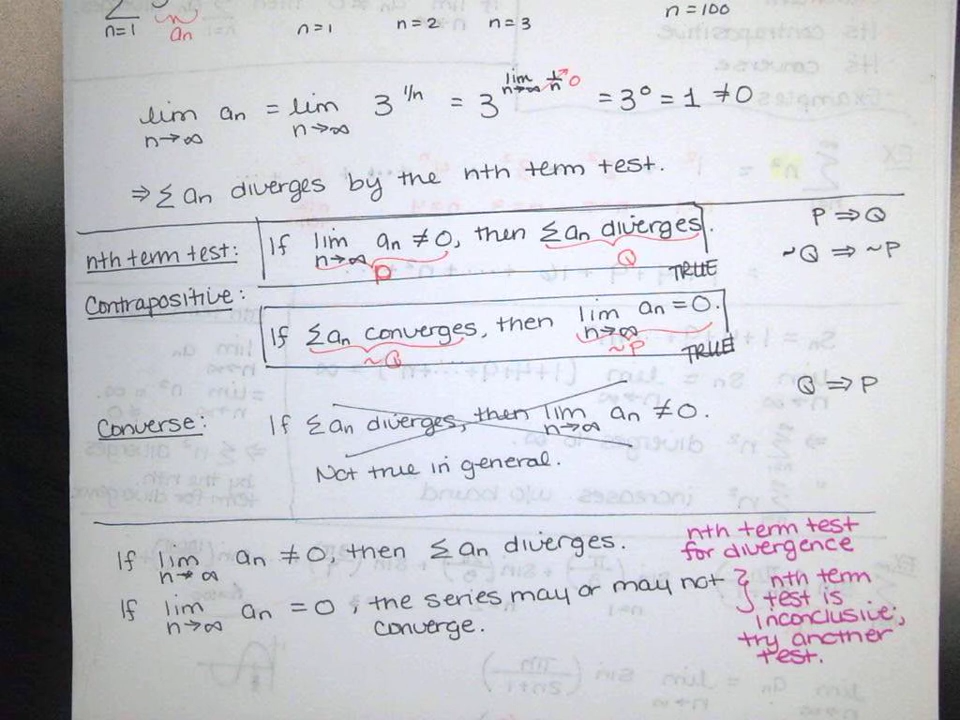 n=1 an n=1 n=2 n=3 n=100
lim n→∞ an = lim n→∞ 3^1/n = 3^lim n→∞ 1/n →0 = 3^0 = 1 ≠ 0
⇒ Σ an diverges by the nth term test.
nth term test: If lim n→∞ an ≠ 0, then Σ an diverges. P ⇒ Q
P Q TRUE ~Q ⇒ ~P
Contrapositive:
If Σ an converges, then lim n→∞ an = 0.
~Q ~P TRUE
Q ⇒ P
Converse: If Σ an diverges, then lim n→∞ an ≠ 0.
Not true in general.
If lim n→∞ an ≠ 0, then Σ an diverges. nth term test
for divergence
If lim n→∞ an = 0, the series may or may not } nth term
converge. test is
inconclusive;
try another
test.